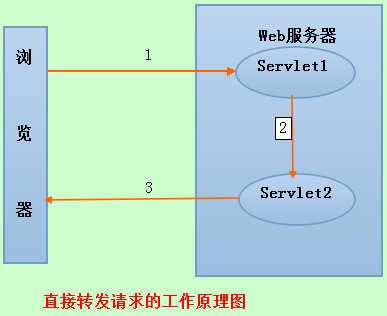 浏览器
Web服务器
1
Servlet1
2
3
Servlet2
直接转发请求的工作原理图